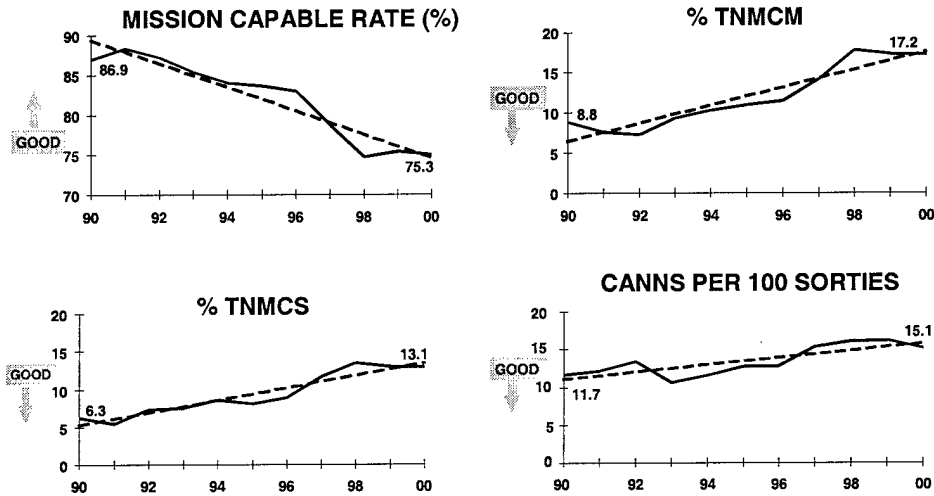 MISSION CAPABLE RATE (%)
90
85
80
75
70
86.9
75.3
GOOD
90 92 94 96 98 00
% TNMCM
20
15
10
5
0
8.8
17.2
GOOD
90 92 94 96 98 00
% TNMCS
20
15
10
5
0
6.3
13.1
GOOD
90 92 94 96 98 00
CANNS PER 100 SORTIES
20
15
10
5
0
11.7
15.1
GOOD
90 92 94 96 98 00